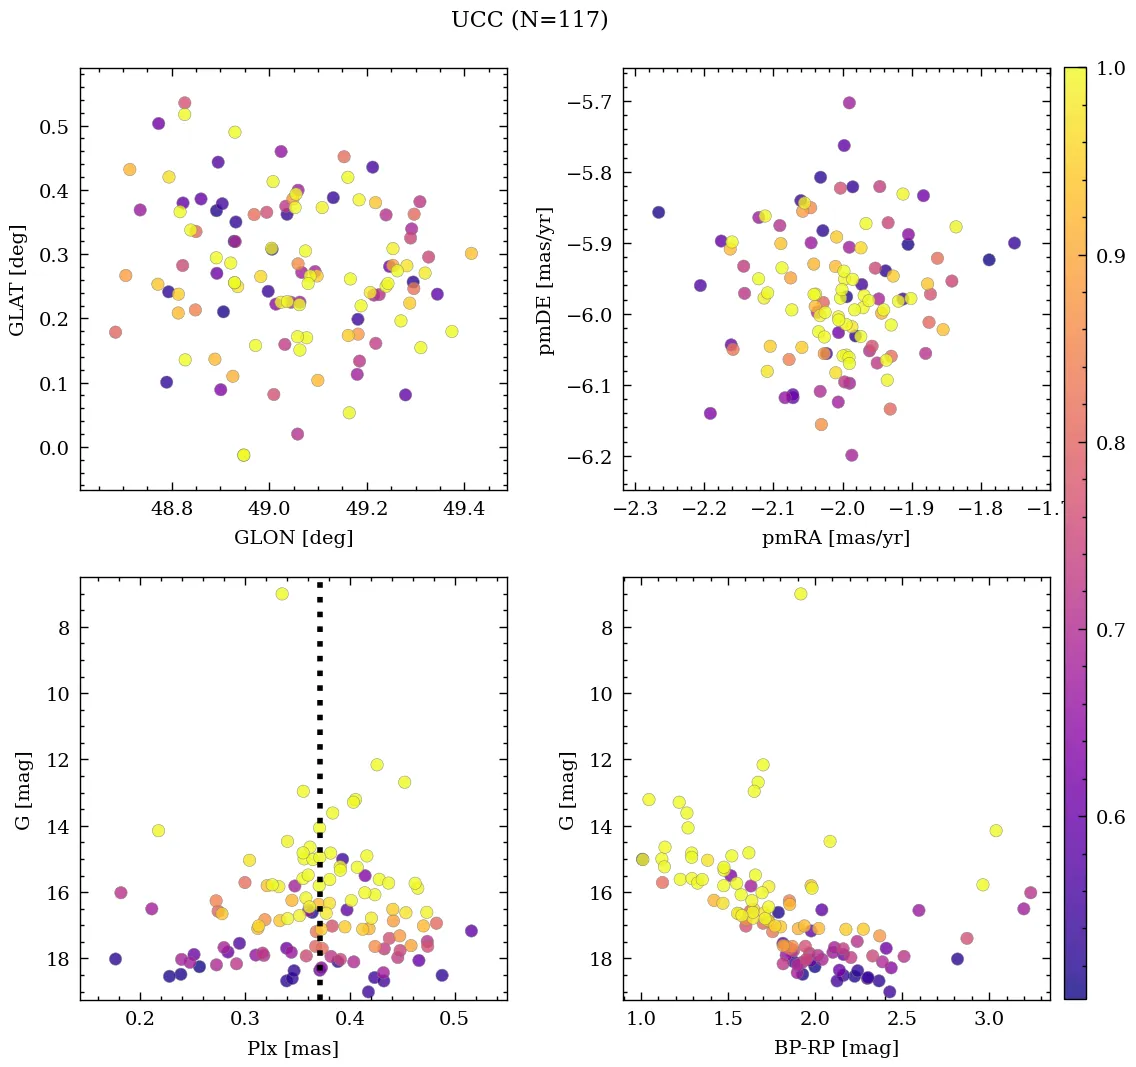 UCC (N=117)
0.5
0.4
0.3
0.2
0.1
0.0
GLAT [deg]
48.8 49.0 49.2 49.4
GLON [deg]
−5.7
−5.8
−5.9
−6.0
−6.1
−6.2
pmDE [mas/yr]
−2.3 −2.2 −2.1 −2.0 −1.9 −1.8 −1.7
pmRA [mas/yr]
1.0
0.9
0.8
0.7
0.6
8
10
12
14
16
18
G [mag]
0.2 0.3 0.4 0.5
Plx [mas]
8
10
12
14
16
18
G [mag]
1.0 1.5 2.0 2.5 3.0
BP-RP [mag]